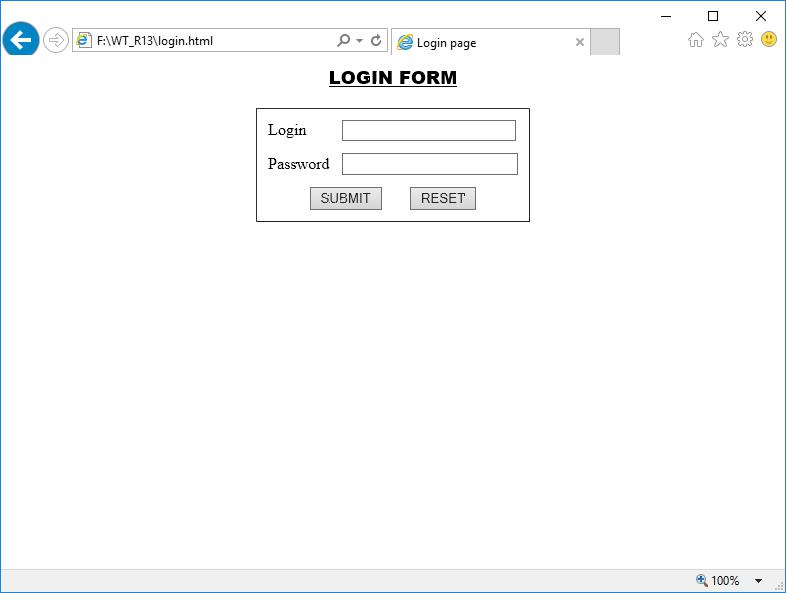 F:\WT_R13\login.html
Login page
LOGIN FORM
Login
Password
SUBMIT RESET
100%